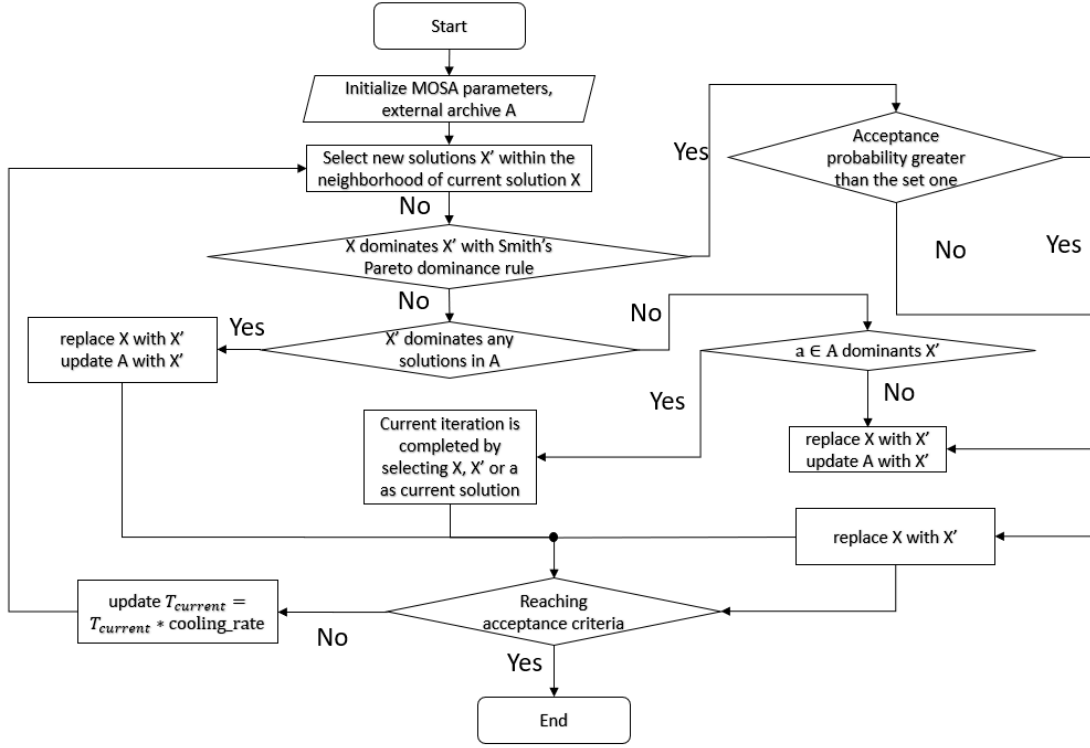 Start
Initialize MOSA parameters,
external archive A
Select new solutions X’ within the
neighborhood of current solution X
No
X dominates X’ with Smith’s
Pareto dominance rule
Yes
Acceptance
probability greater
than the set one
No
Yes
No
X’ dominates any
solutions in A
Yes
replace X with X’
update A with X’
No
a ∈ A dominants X’
Yes
No
Current iteration is
completed by
selecting X, X’ or a
as current solution
replace X with X’
update A with X’
replace X with X’
Reaching
acceptance criteria
No
update T_current =
T_current * cooling_rate
Yes
End